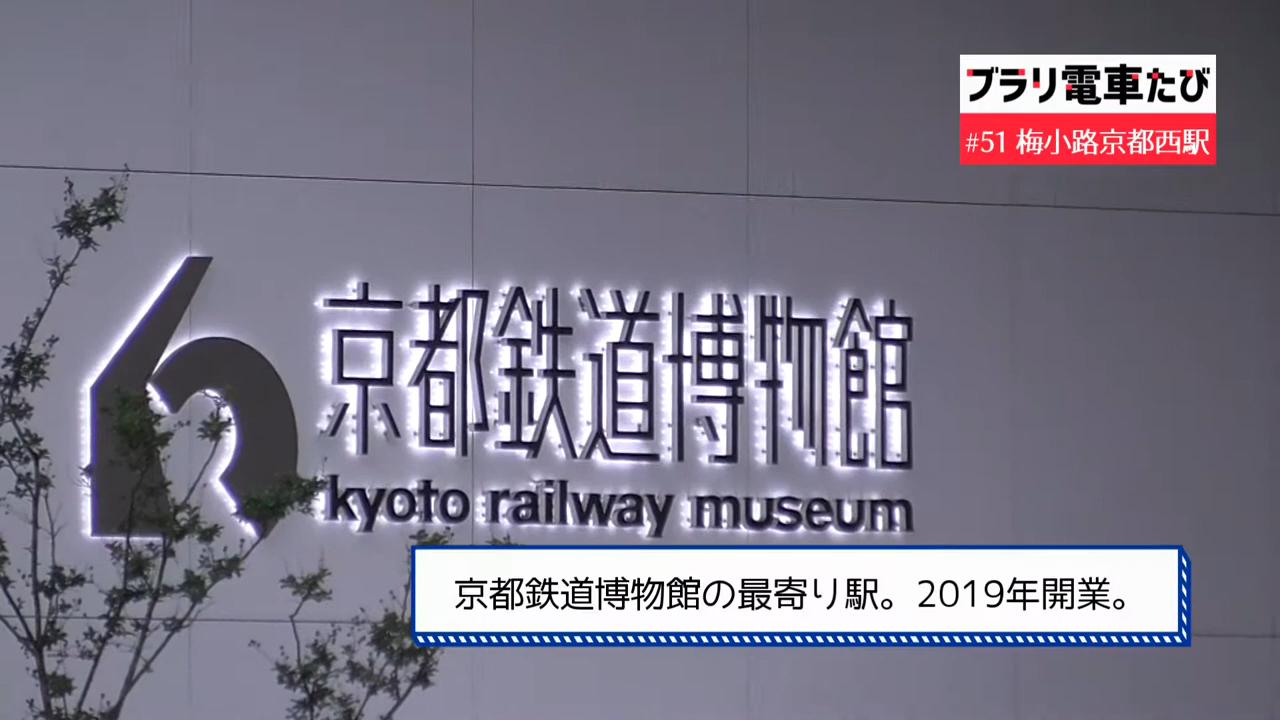 ブラリ電車たび
#51 梅小路京都西駅
京都鉄道博物館
kyoto railway museum
京都鉄道博物館の最寄り駅。2019年開業。